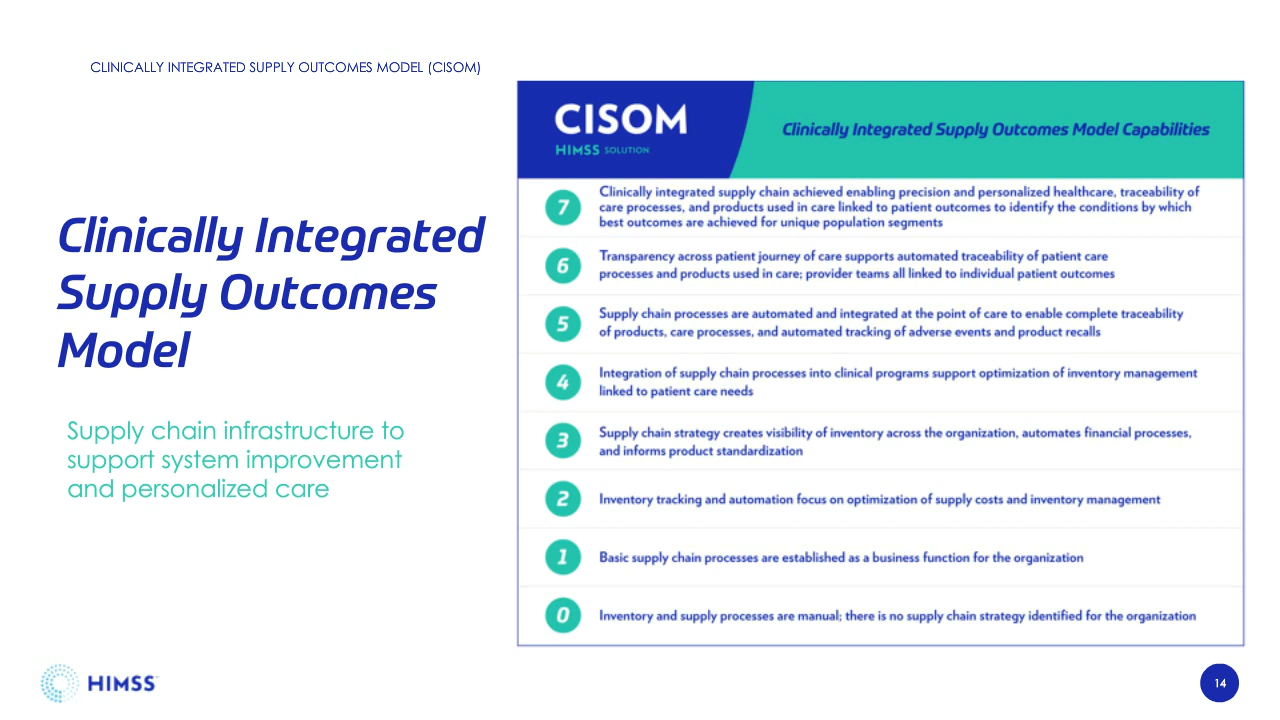 CLINICALLY INTEGRATED SUPPLY OUTCOMES MODEL (CISOM)
Clinically Integrated
Supply Outcomes
Model
Supply chain infrastructure to
support system improvement
and personalized care
CISOM
HIMSS SOLUTION
Clinically Integrated Supply Outcomes Model Capabilities
7
Clinically integrated supply chain achieved enabling precision and personalized healthcare, traceability of
care processes, and products used in care linked to patient outcomes to identify the conditions by which
best outcomes are achieved for unique population segments
6
Transparency across patient journey of care supports automated traceability of patient care
processes and products used in care; provider teams all linked to individual patient outcomes
5
Supply chain processes are automated and integrated at the point of care to enable complete traceability
of products, care processes, and automated tracking of adverse events and product recalls
4
Integration of supply chain processes into clinical programs support optimization of inventory management
linked to patient care needs
3
Supply chain strategy creates visibility of inventory across the organization, automates financial processes,
and informs product standardization
2
Inventory tracking and automation focus on optimization of supply costs and inventory management
1
Basic supply chain processes are established as a business function for the organization
0
Inventory and supply processes are manual; there is no supply chain strategy identified for the organization
HIMSS
14